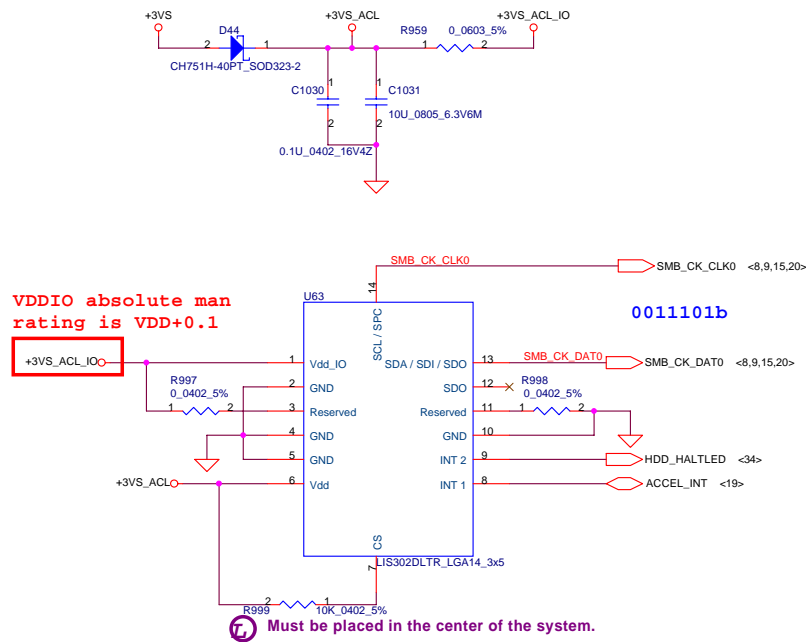 +3VS
D44
+3VS_ACL
R959
0_0603_5%
+3VS_ACL_IO
2
1
1
2
CH751H-40PT_SOD323-2
C1030
1
2
0.1U_0402_16V4Z
1
C1031
10U_0805_6.3V6M
2
SMB_CK_CLK0
SMB_CK_CLK0 <8,9,15,20>
VDDIO absolute man
rating is VDD+0.1
0011101b
U63
14
SCL / SPC
+3VS_ACL_IO
1
Vdd_IO
SDA / SDI / SDO
13
SMB_CK_DAT0
SMB_CK_DAT0 <8,9,15,20>
R997
0_0402_5%
2
GND
SDO
12
R998
0_0402_5%
1
2
3
Reserved
Reserved
11
1
2
4
GND
GND
10
5
GND
INT 2
9
HDD_HALTLED <34>
+3VS_ACL
6
Vdd
INT 1
8
ACCEL_INT <19>
CS
7
LIS302DLTR_LGA14_3x5
2
1
R999
10K_0402_5%
L
Must be placed in the center of the system.